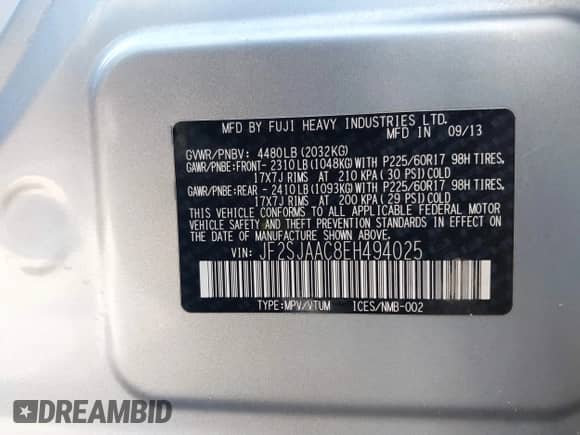 MFD BY FUJI HEAVY INDUSTRIES LTD.
MFD IN 09/13
GVWR/PNBV: 4480LB (2032KG)
GAWR/PNBE:FRONT- 2310LB(1048KG)WITH P225/60R17 98H TIRES.
17X7J RIMS AT 210 KPA (30 PSI)COLD
GAWR/PNBE:REAR - 2410LB(1093KG)WITH P225/60R17 98H TIRES.
17X7J RIMS AT 200 KPA (29 PSI)COLD
THIS VEHICLE CONFORMS TO ALL APPLICABLE FEDERAL MOTOR
VEHICLE SAFETY AND THEFT PREVENTION STANDARDS IN EFFECT
ON THE DATE OF MANUFACTURE SHOWN ABOVE.
VIN: JF2SJAAC8EH494025
TYPE:MPV/VTUM ICES/NMB-002
DREAMBID